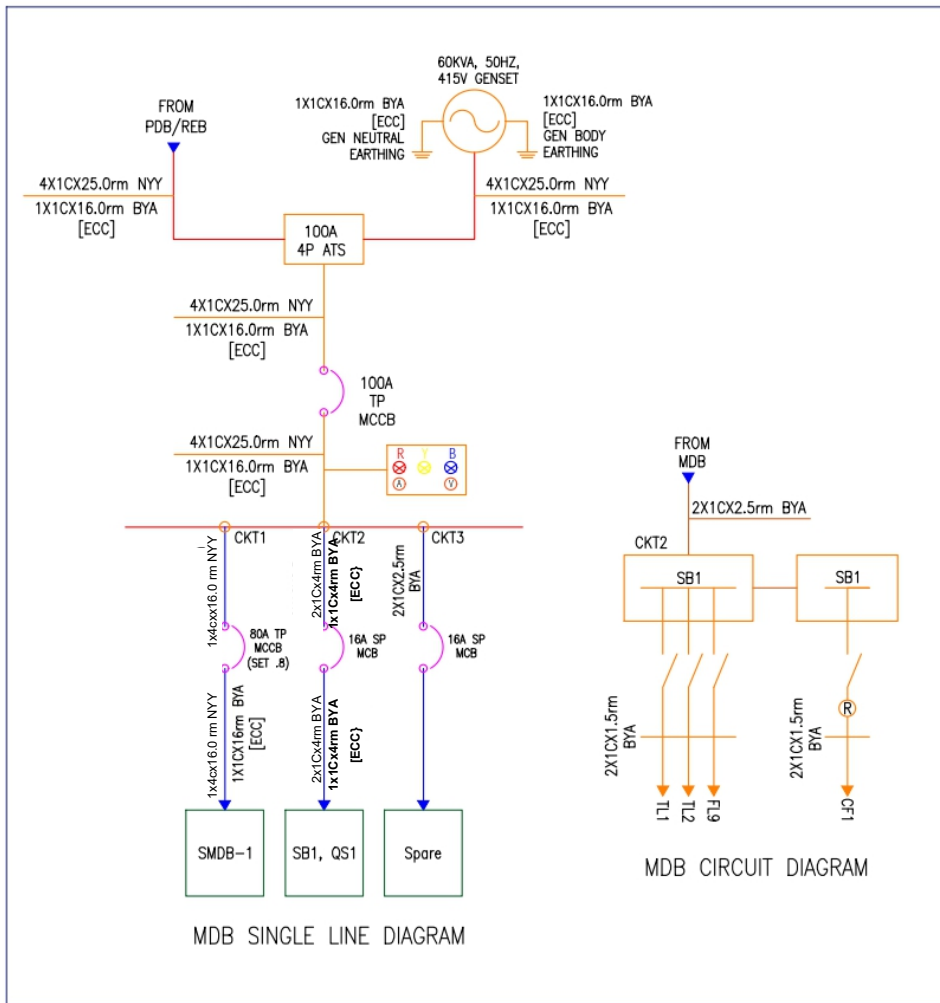 60KVA, 50HZ,
415V GENSET
1X1CX16.0rm BYA
[ECC]
GEN NEUTRAL
EARTHING
1X1CX16.0rm BYA
[ECC]
GEN BODY
EARTHING
FROM
PDB/REB
4X1CX25.0rm NYY
1X1CX16.0rm BYA
[ECC]
4X1CX25.0rm NYY
1X1CX16.0rm BYA
[ECC]
100A
4P ATS
4X1CX25.0rm NYY
1X1CX16.0rm BYA
[ECC]
100A
TP
MCCB
4X1CX25.0rm NYY
1X1CX16.0rm BYA
[ECC]
R Y B
A V
CKT1
CKT2
CKT3
1x4cxx16.0 rm NYY
2x1Cx4rm BYA
1x1Cx4rm BYA
[ECC}
2X1CX2.5rm
BYA
80A TP
MCCB
(SET .8)
16A SP
MCB
16A SP
MCB
1x4cx16.0 rm NYY
1X1CX16rm BYA
[ECC]
2x1Cx4rm BYA
1x1Cx4rm BYA
[ECC}
SMDB-1
SB1, QS1
Spare
MDB SINGLE LINE DIAGRAM
FROM
MDB
2X1CX2.5rm BYA
CKT2
SB1
SB1
2X1CX1.5rm
BYA
2X1CX1.5rm
BYA
R
TL1
TL2
FL9
CF1
MDB CIRCUIT DIAGRAM